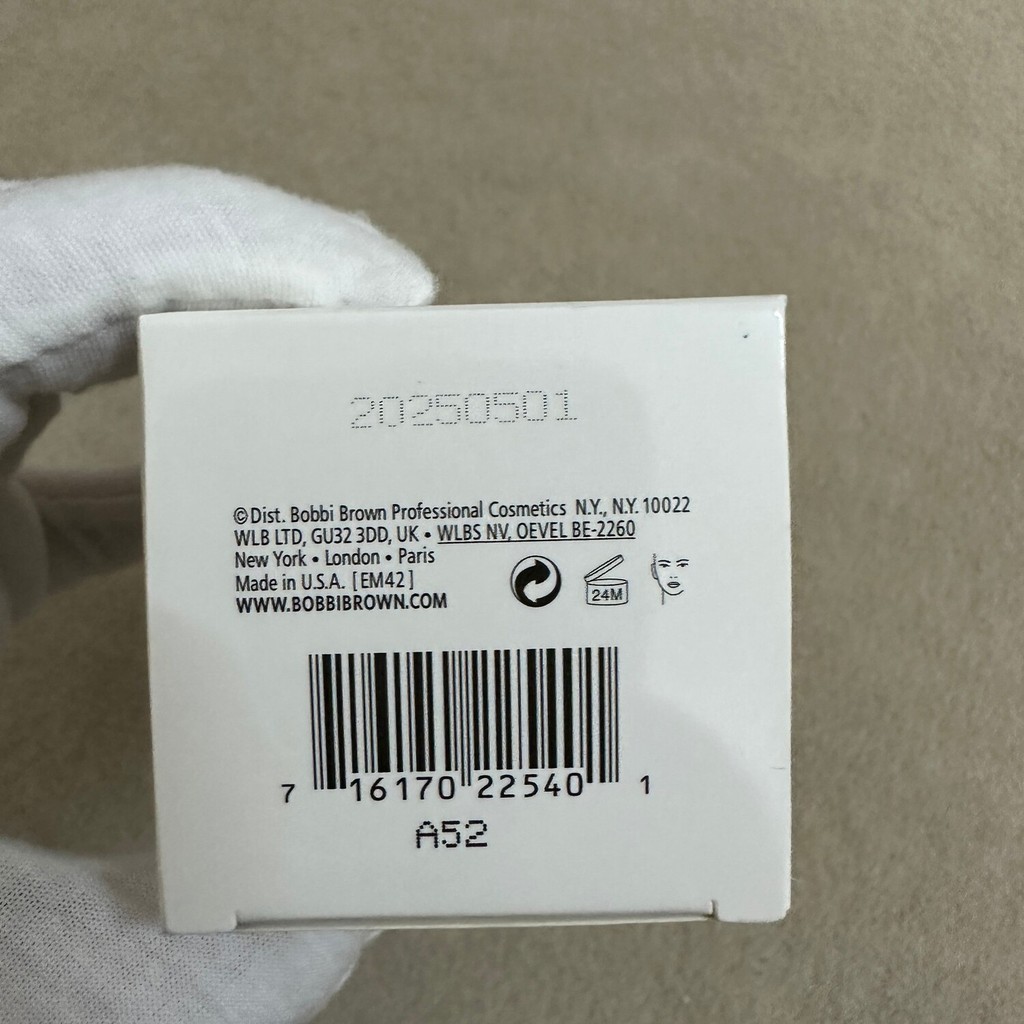 20250501
©Dist. Bobbi Brown Professional Cosmetics N.Y., N.Y. 10022
WLB LTD, GU32 3DD, UK • WLBS NV, OEVEL BE-2260
New York • London • Paris
Made in U.S.A. [EM42]
WWW.BOBBIBROWN.COM
24M
7 16170 22540 1
A52